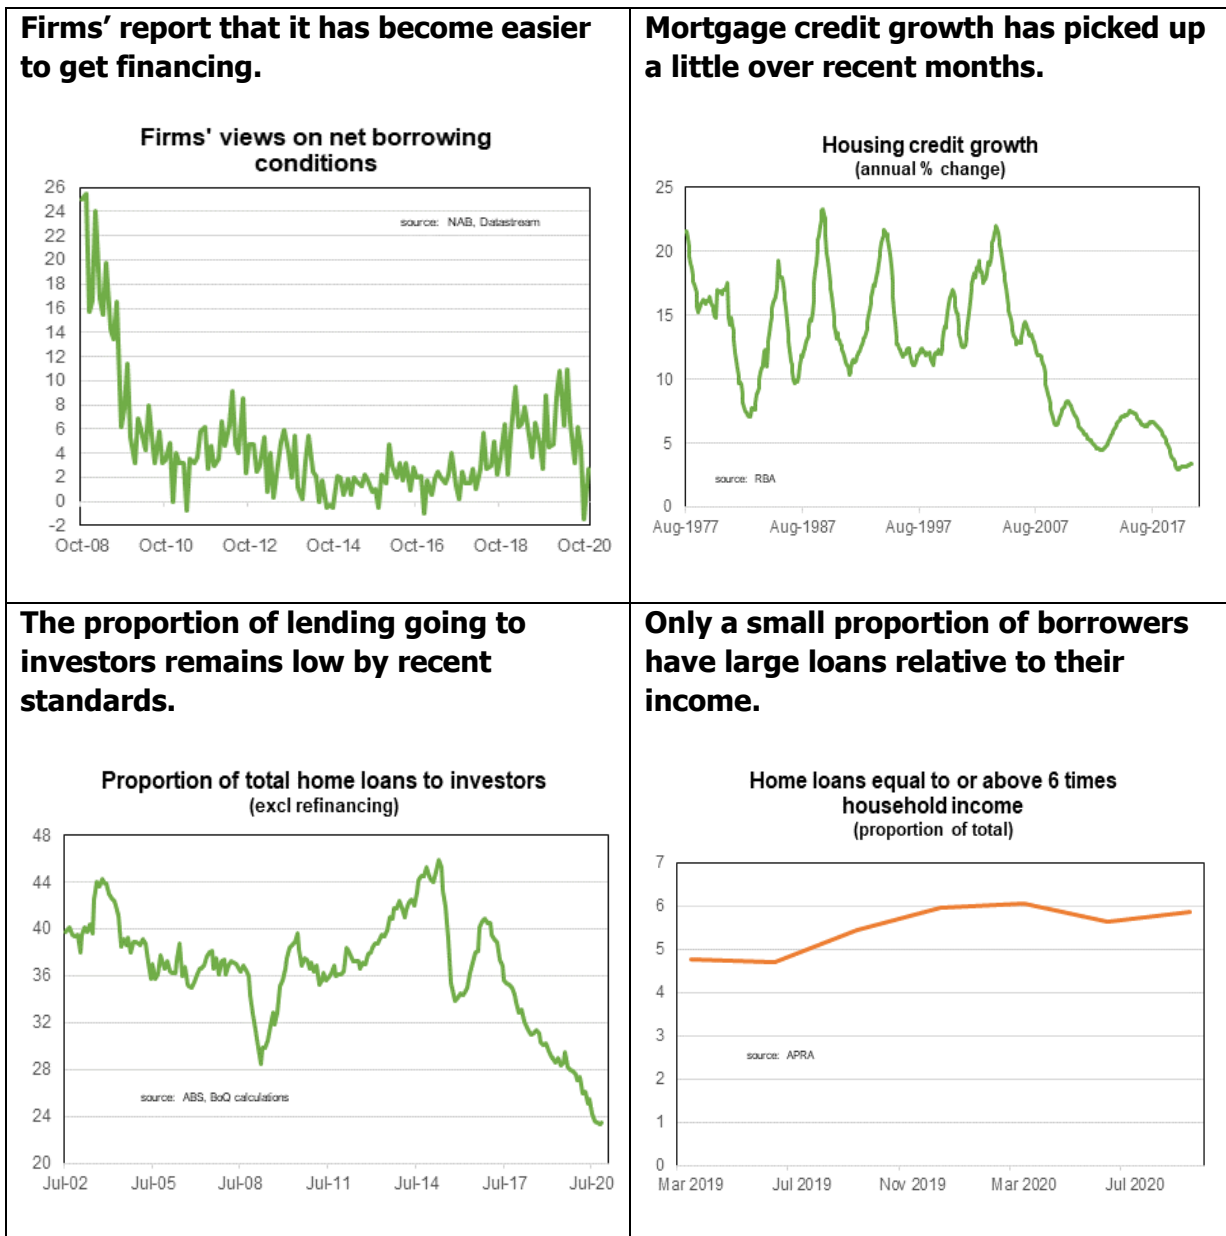 Firms’ report that it has become easier
to get financing.
Firms' views on net borrowing
conditions
26
24
22
20
18
16
14
12
10
8
6
4
2
0
-2
source: NAB, Datastream
Oct-08 Oct-10 Oct-12 Oct-14 Oct-16 Oct-18 Oct-20
Mortgage credit growth has picked up
a little over recent months.
Housing credit growth
(annual % change)
25
20
15
10
5
0
source: RBA
Aug-1977 Aug-1987 Aug-1997 Aug-2007 Aug-2017
The proportion of lending going to
investors remains low by recent
standards.
Proportion of total home loans to investors
(excl refinancing)
48
44
40
36
32
28
24
20
source: ABS, BoQ calculations
Jul-02 Jul-05 Jul-08 Jul-11 Jul-14 Jul-17 Jul-20
Only a small proportion of borrowers
have large loans relative to their
income.
Home loans equal to or above 6 times
household income
(proportion of total)
7
6
5
4
3
2
1
0
source: APRA
Mar 2019 Jul 2019 Nov 2019 Mar 2020 Jul 2020